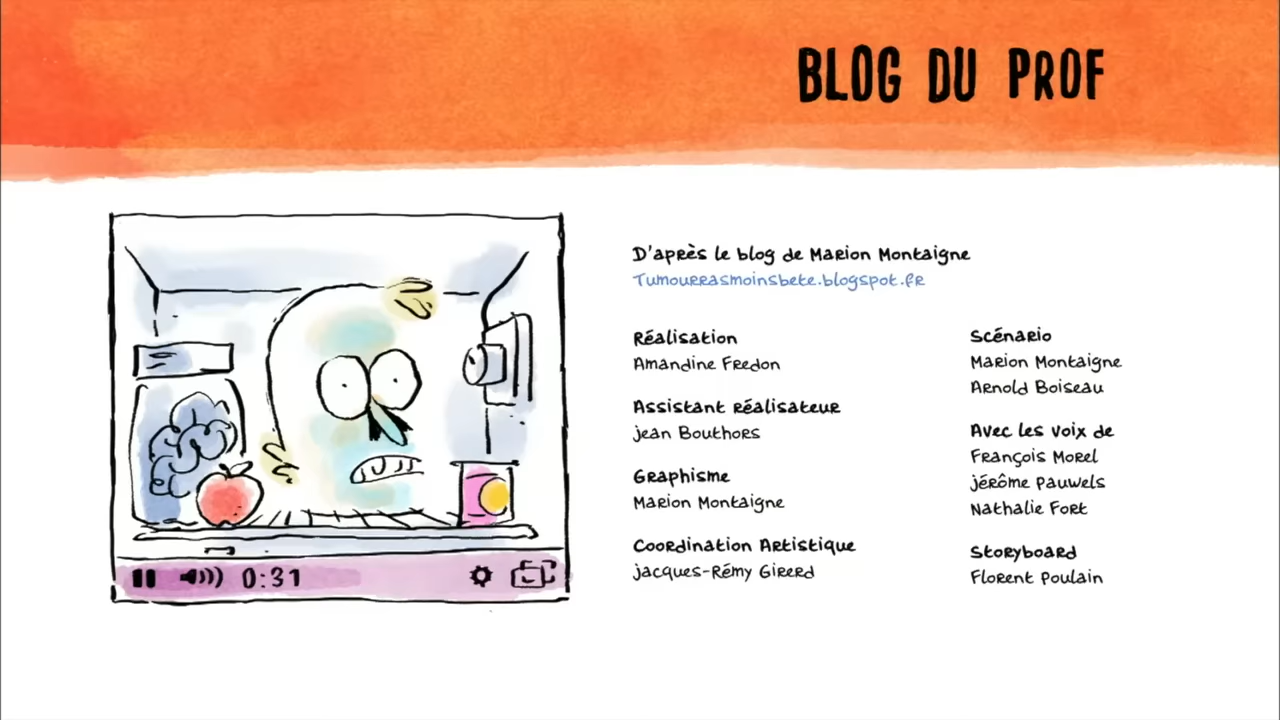 BLOG DU PROF
D'après le blog de Marion Montaigne
Tumourrasmoinsbete.blogspot.fr
Réalisation
Amandine Fredon
Assistant réalisateur
jean Bouthors
Graphisme
Marion Montaigne
Coordination Artistique
jacques-Rémy Girerd
Scénario
Marion Montaigne
Arnold Boiseau
Avec les voix de
François Morel
jérôme Pauwels
Nathalie Fort
Storyboard
Florent Poulain
0:31